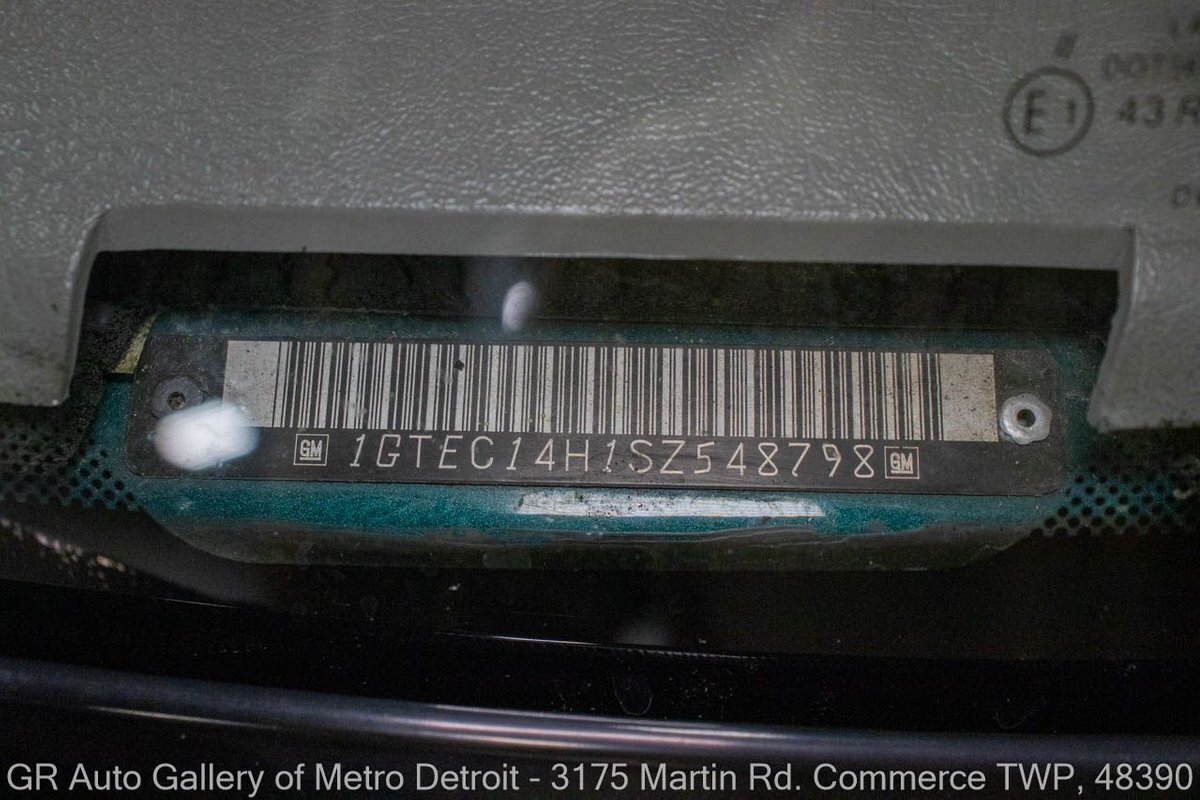 E1
43 R
GM 1GTEC14H1SZ548798 GM
GR Auto Gallery of Metro Detroit - 3175 Martin Rd. Commerce TWP, 48390